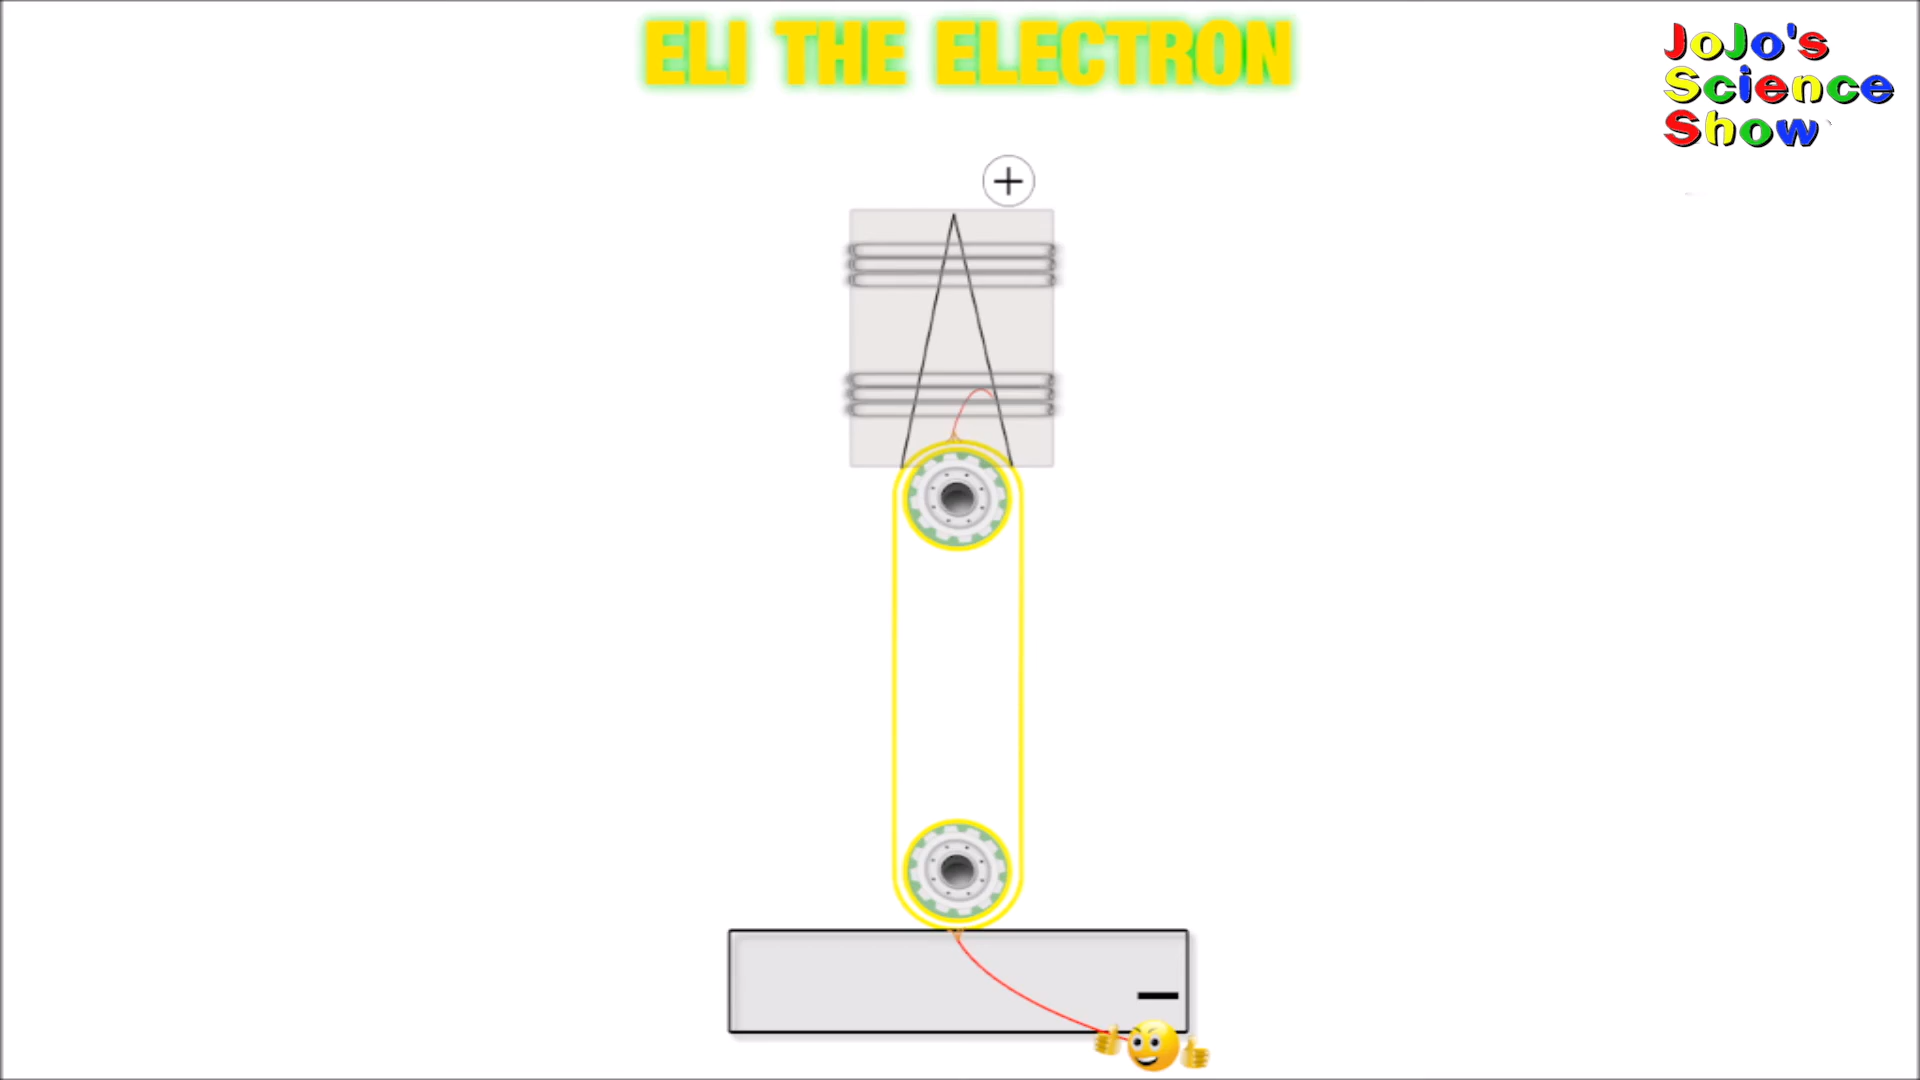 ELI THE ELECTRON
JoJo's
Science
Show
+
—